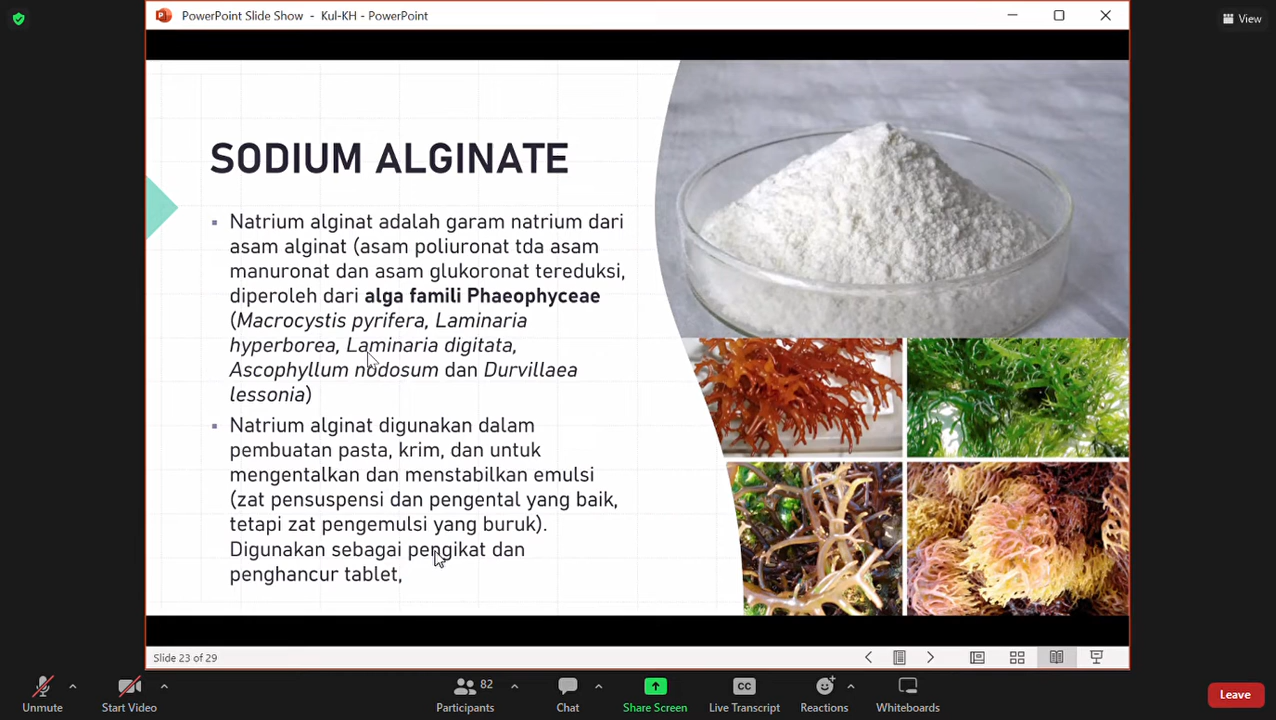 PowerPoint Slide Show - Kul-KH - PowerPoint
View
SODIUM ALGINATE
▪ Natrium alginat adalah garam natrium dari
asam alginat (asam poliuronat tda asam
manuronat dan asam glukoronat tereduksi,
diperoleh dari alga famili Phaeophyceae
(Macrocystis pyrifera, Laminaria
hyperborea, Laminaria digitata,
Ascophyllum nodosum dan Durvillaea
lessonia)
▪ Natrium alginat digunakan dalam
pembuatan pasta, krim, dan untuk
mengentalkan dan menstabilkan emulsi
(zat pensuspensi dan pengental yang baik,
tetapi zat pengemulsi yang buruk).
Digunakan sebagai pengikat dan
penghancur tablet,
Slide 23 of 29
82
CC
Unmute
Start Video
Participants
Chat
Share Screen
Live Transcript
Reactions
Whiteboards
Leave